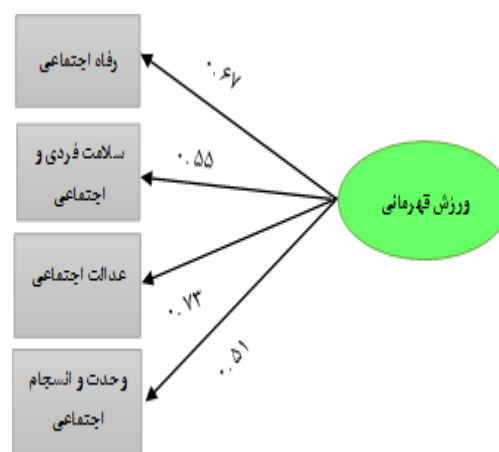 رفاه اجتماعی
۰.۶۷
سلامت فردی و
اجتماعی
۰.۵۵
ورزش قهرمانی
عدالت اجتماعی
۰.۷۳
وحدت و انسجام
اجتماعی
۰.۵۱